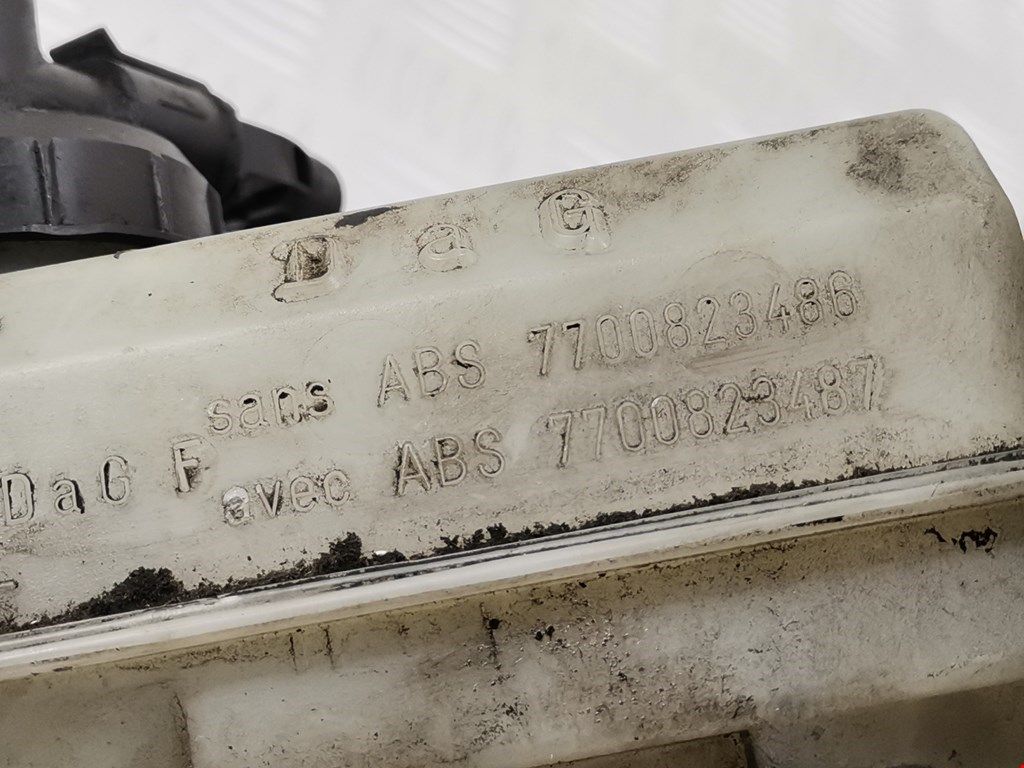 DaG
sans ABS 7700823486
DaG F
avec ABS 7700823487